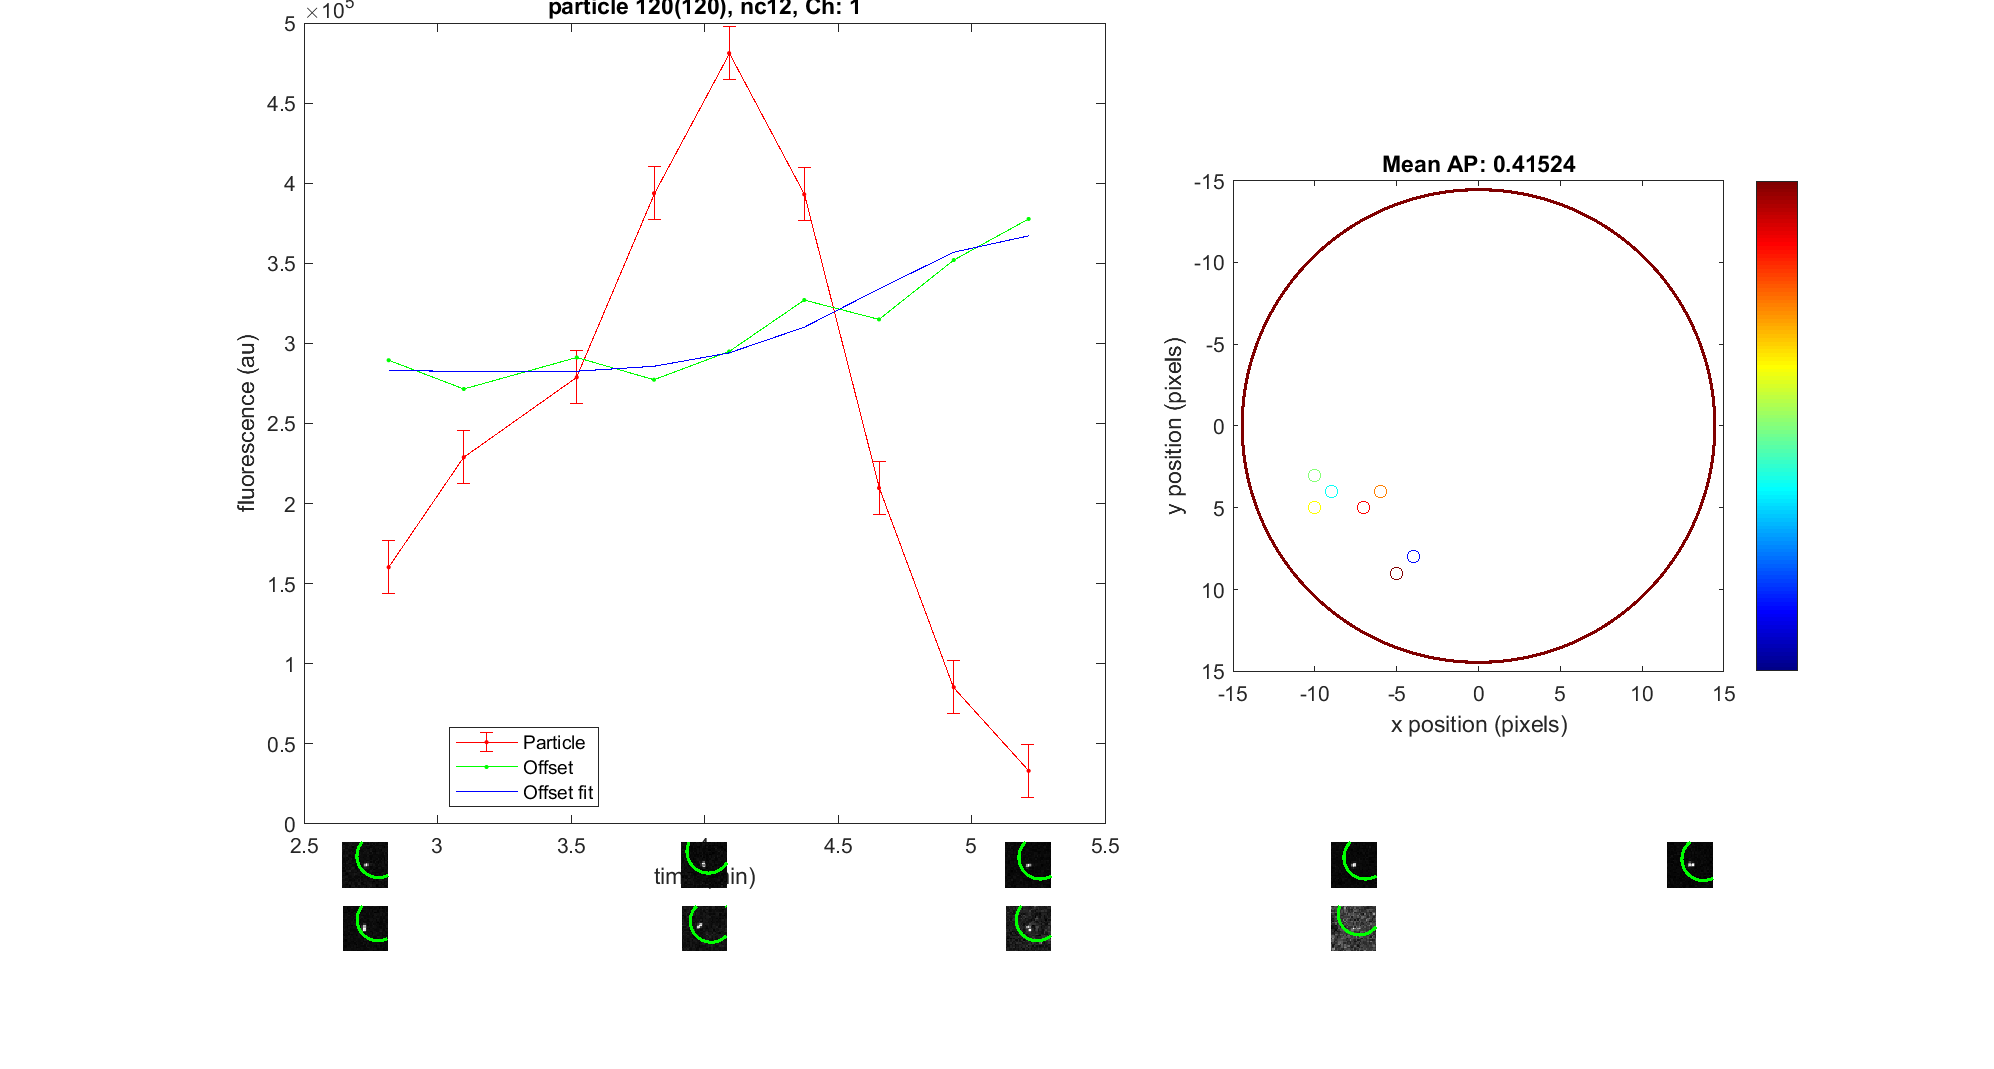 ×10⁵
particle 120(120), nc12, Ch: 1
5
4.5
4
3.5
3
2.5
2
1.5
1
0.5
0
fluorescence (au)
Particle
Offset
Offset fit
2.5 3 3.5 4.5 5 5.5
Mean AP: 0.41524
-15
-10
-5
0
5
10
15
y position (pixels)
-15 -10 -5 0 5 10 15
x position (pixels)